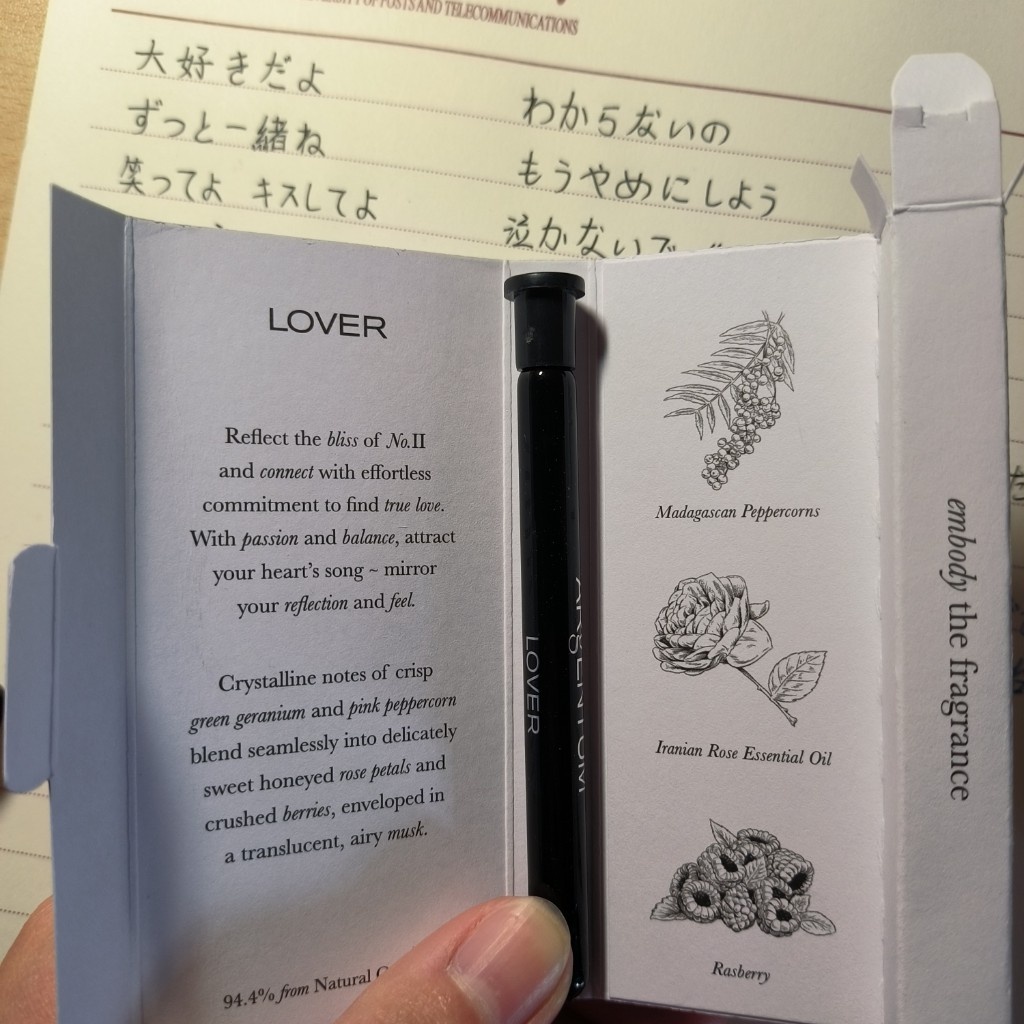 OF POSTS AND TELECOMMUNICATIONS
大好きだよ
ずっと一緒ね
笑ってよ キスしてよ
わからないの
もうやめにしよう
泣かないで
LOVER
Reflect the bliss of No.II
and connect with effortless
commitment to find true love.
With passion and balance, attract
your heart's song ~ mirror
your reflection and feel.
Crystalline notes of crisp
green geranium and pink peppercorn
blend seamlessly into delicately
sweet honeyed rose petals and
crushed berries, enveloped in
a translucent, airy musk.
94.4% from Natural
LOVER
ARgENTUM
Madagascan Peppercorns
Iranian Rose Essential Oil
Rasberry
embody the fragrance